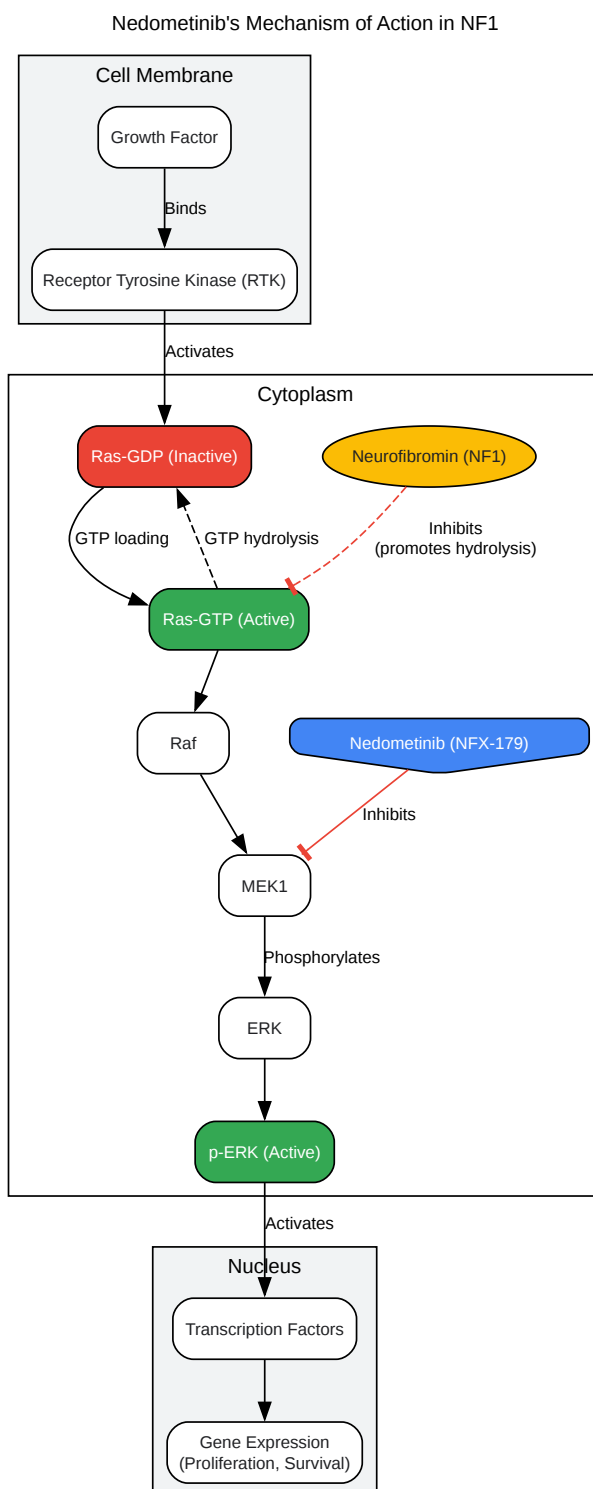 Nedometinib's Mechanism of Action in NF1
Cell Membrane
Growth Factor
Binds
Receptor Tyrosine Kinase (RTK)
Activates
Cytoplasm
Ras-GDP (Inactive)
Neurofibromin (NF1)
GTP loading
GTP hydrolysis
Inhibits
(promotes hydrolysis)
Ras-GTP (Active)
Raf
Nedometinib (NFX-179)
Inhibits
MEK1
Phosphorylates
ERK
p-ERK (Active)
Activates
Nucleus
Transcription Factors
Gene Expression
(Proliferation, Survival)